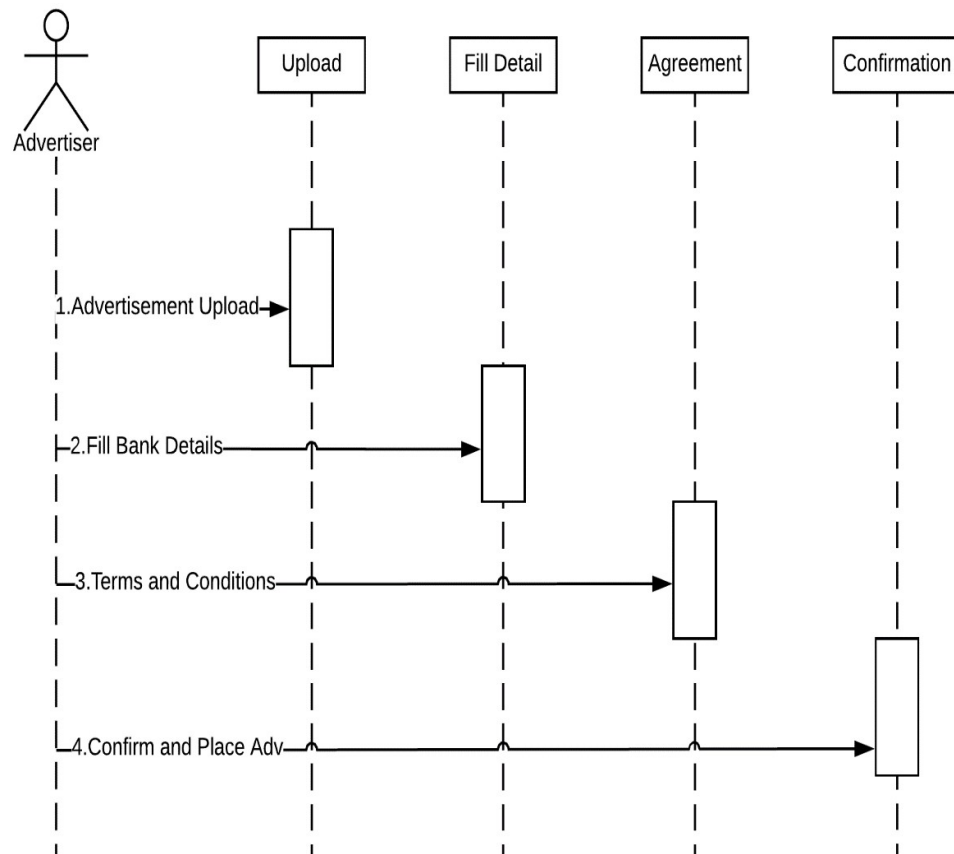 Upload
Fill Detail
Agreement
Confirmation
Advertiser
1.Advertisement Upload
2.Fill Bank Details
3.Terms and Conditions
4.Confirm and Place Adv